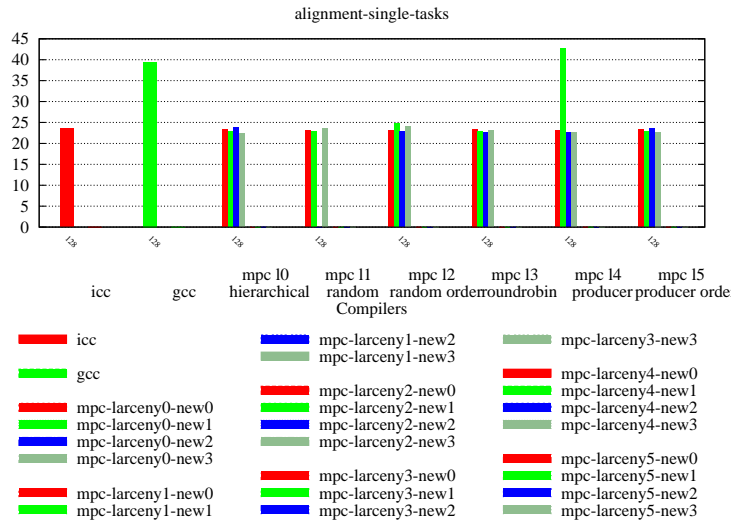 alignment-single-tasks
45
40
35
30
25
20
15
10
5
0
128 128 128 128 128 128 128 128
mpc l0 mpc l1 mpc l2 mpc l3 mpc l4 mpc l5
icc gcc hierarchical random random order roundrobin producer producer orde
Compilers
icc
gcc
mpc-larceny0-new0
mpc-larceny0-new1
mpc-larceny0-new2
mpc-larceny0-new3
mpc-larceny1-new0
mpc-larceny1-new1
mpc-larceny1-new2
mpc-larceny1-new3
mpc-larceny2-new0
mpc-larceny2-new1
mpc-larceny2-new2
mpc-larceny2-new3
mpc-larceny3-new0
mpc-larceny3-new1
mpc-larceny3-new2
mpc-larceny3-new3
mpc-larceny4-new0
mpc-larceny4-new1
mpc-larceny4-new2
mpc-larceny4-new3
mpc-larceny5-new0
mpc-larceny5-new1
mpc-larceny5-new2
mpc-larceny5-new3